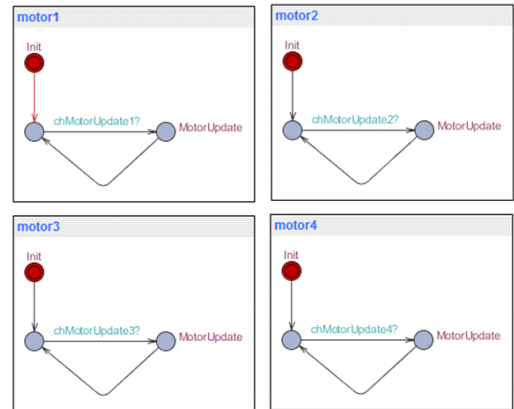 motor1
Init
chMotorUpdate1?
MotorUpdate
motor2
Init
chMotorUpdate2?
MotorUpdate
motor3
Init
chMotorUpdate3?
MotorUpdate
motor4
Init
chMotorUpdate4?
MotorUpdate